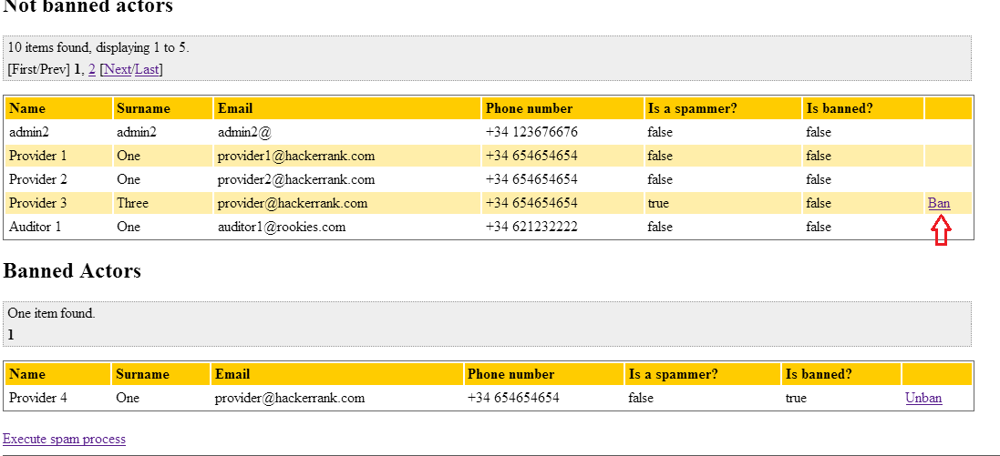 Not banned actors
10 items found, displaying 1 to 5.
[First/Prev] 1, 2 [Next/Last]
Name Surname Email Phone number Is a spammer? Is banned?
admin2 admin2 admin2@ +34 123676676 false false
Provider 1 One provider1@hackerrank.com +34 654654654 false false
Provider 2 One provider2@hackerrank.com +34 654654654 false false
Provider 3 Three provider@hackerrank.com +34 654654654 true false Ban
Auditor 1 One auditor1@rookies.com +34 621232222 false false
Banned Actors
One item found.
1
Name Surname Email Phone number Is a spammer? Is banned?
Provider 4 One provider@hackerrank.com +34 654654654 false true Unban
Execute spam process